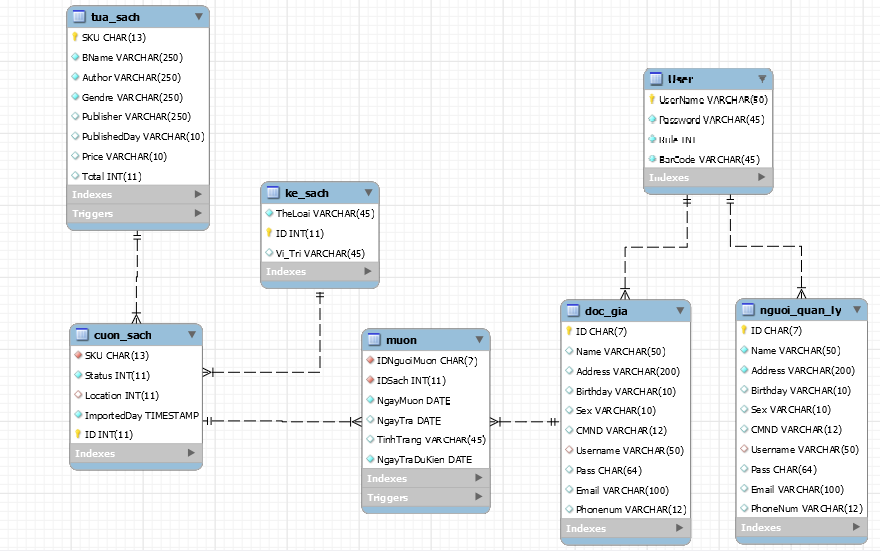 tua_sach
SKU CHAR(13)
BName VARCHAR(250)
Author VARCHAR(250)
Gendre VARCHAR(250)
Publisher VARCHAR(250)
PublishedDay VARCHAR(10)
Price VARCHAR(10)
Total INT(11)
Indexes
Triggers
ke_sach
TheLoai VARCHAR(45)
ID INT(11)
Vi_Tri VARCHAR(45)
Indexes
User
UserName VARCHAR(50)
Password VARCHAR(45)
Rule INT
BarCode VARCHAR(45)
Indexes
cuon_sach
SKU CHAR(13)
Status INT(11)
Location INT(11)
ImportedDay TIMESTAMP
ID INT(11)
Indexes
muon
IDNguoiMuon CHAR(7)
IDSach INT(11)
NgayMuon DATE
NgayTra DATE
TinhTrang VARCHAR(45)
NgayTraDuKien DATE
Indexes
Triggers
doc_gia
ID CHAR(7)
Name VARCHAR(50)
Address VARCHAR(200)
Birthday VARCHAR(10)
Sex VARCHAR(10)
CMND VARCHAR(12)
Username VARCHAR(50)
Pass CHAR(64)
Email VARCHAR(100)
Phonenum VARCHAR(12)
Indexes
nguoi_quan_ly
ID CHAR(7)
Name VARCHAR(50)
Address VARCHAR(200)
Birthday VARCHAR(10)
Sex VARCHAR(10)
CMND VARCHAR(12)
Username VARCHAR(50)
Pass CHAR(64)
Email VARCHAR(100)
PhoneNum VARCHAR(12)
Indexes